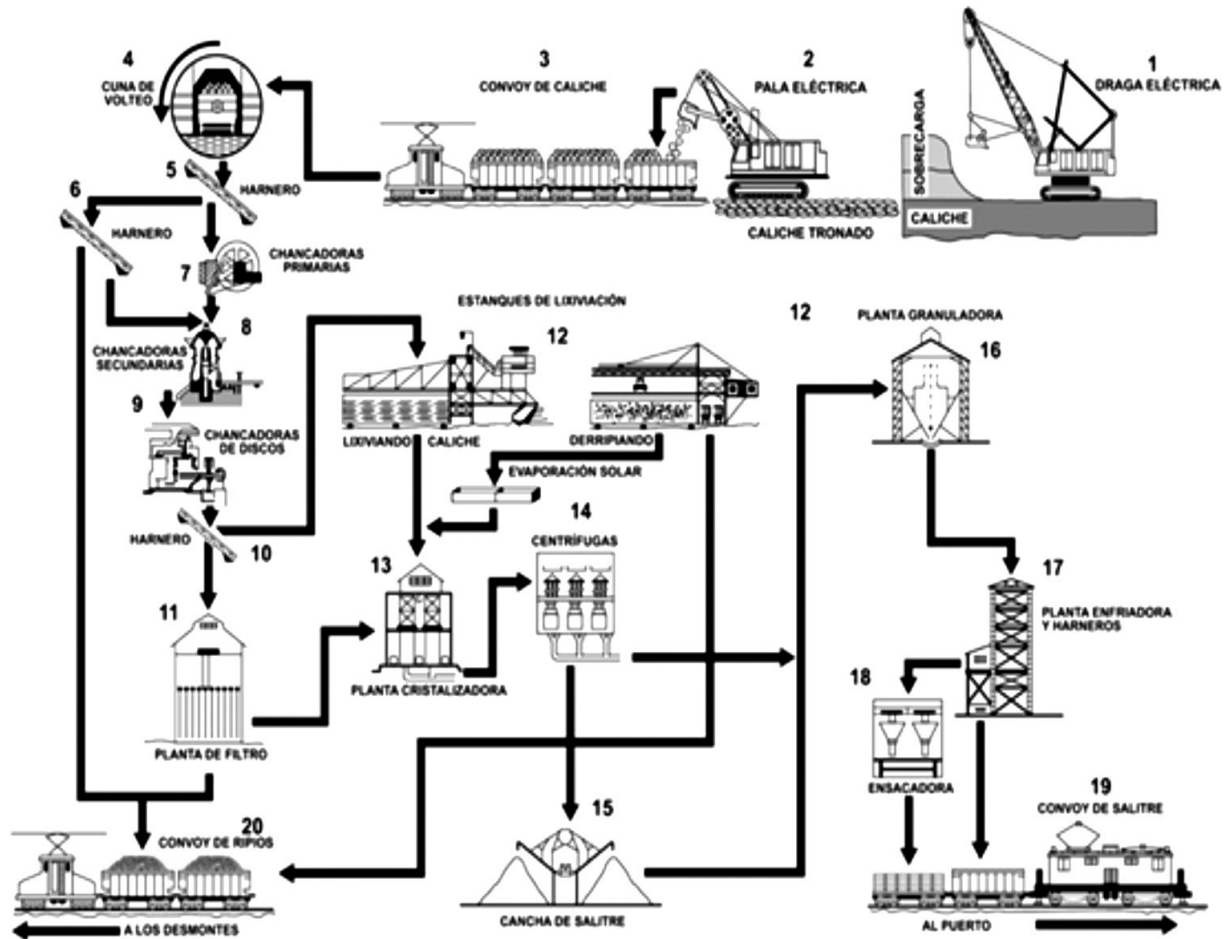 1
DRAGA ELÉCTRICA
2
PALA ELÉCTRICA
3
CONVOY DE CALICHE
4
CUNA DE
VOLTEO
SOBRECARGA
CALICHE
CALICHE TRONADO
5
HARNERO
6
HARNERO
7
CHANCADORAS
PRIMARIAS
8
CHANCADORAS
SECUNDARIAS
9
CHANCADORAS
DE DISCOS
HARNERO
10
11
PLANTA DE FILTRO
ESTANQUES DE LIXIVIACIÓN
12
LIXIVIANDO CALICHE
DERRIPIANDO
12
EVAPORACIÓN SOLAR
13
PLANTA CRISTALIZADORA
14
CENTRÍFUGAS
15
CANCHA DE SALITRE
PLANTA GRANULADORA
16
17
PLANTA ENFRIADORA
Y HARNEROS
18
ENSACADORA
19
CONVOY DE SALITRE
AL PUERTO
20
CONVOY DE RIPIOS
A LOS DESMONTES